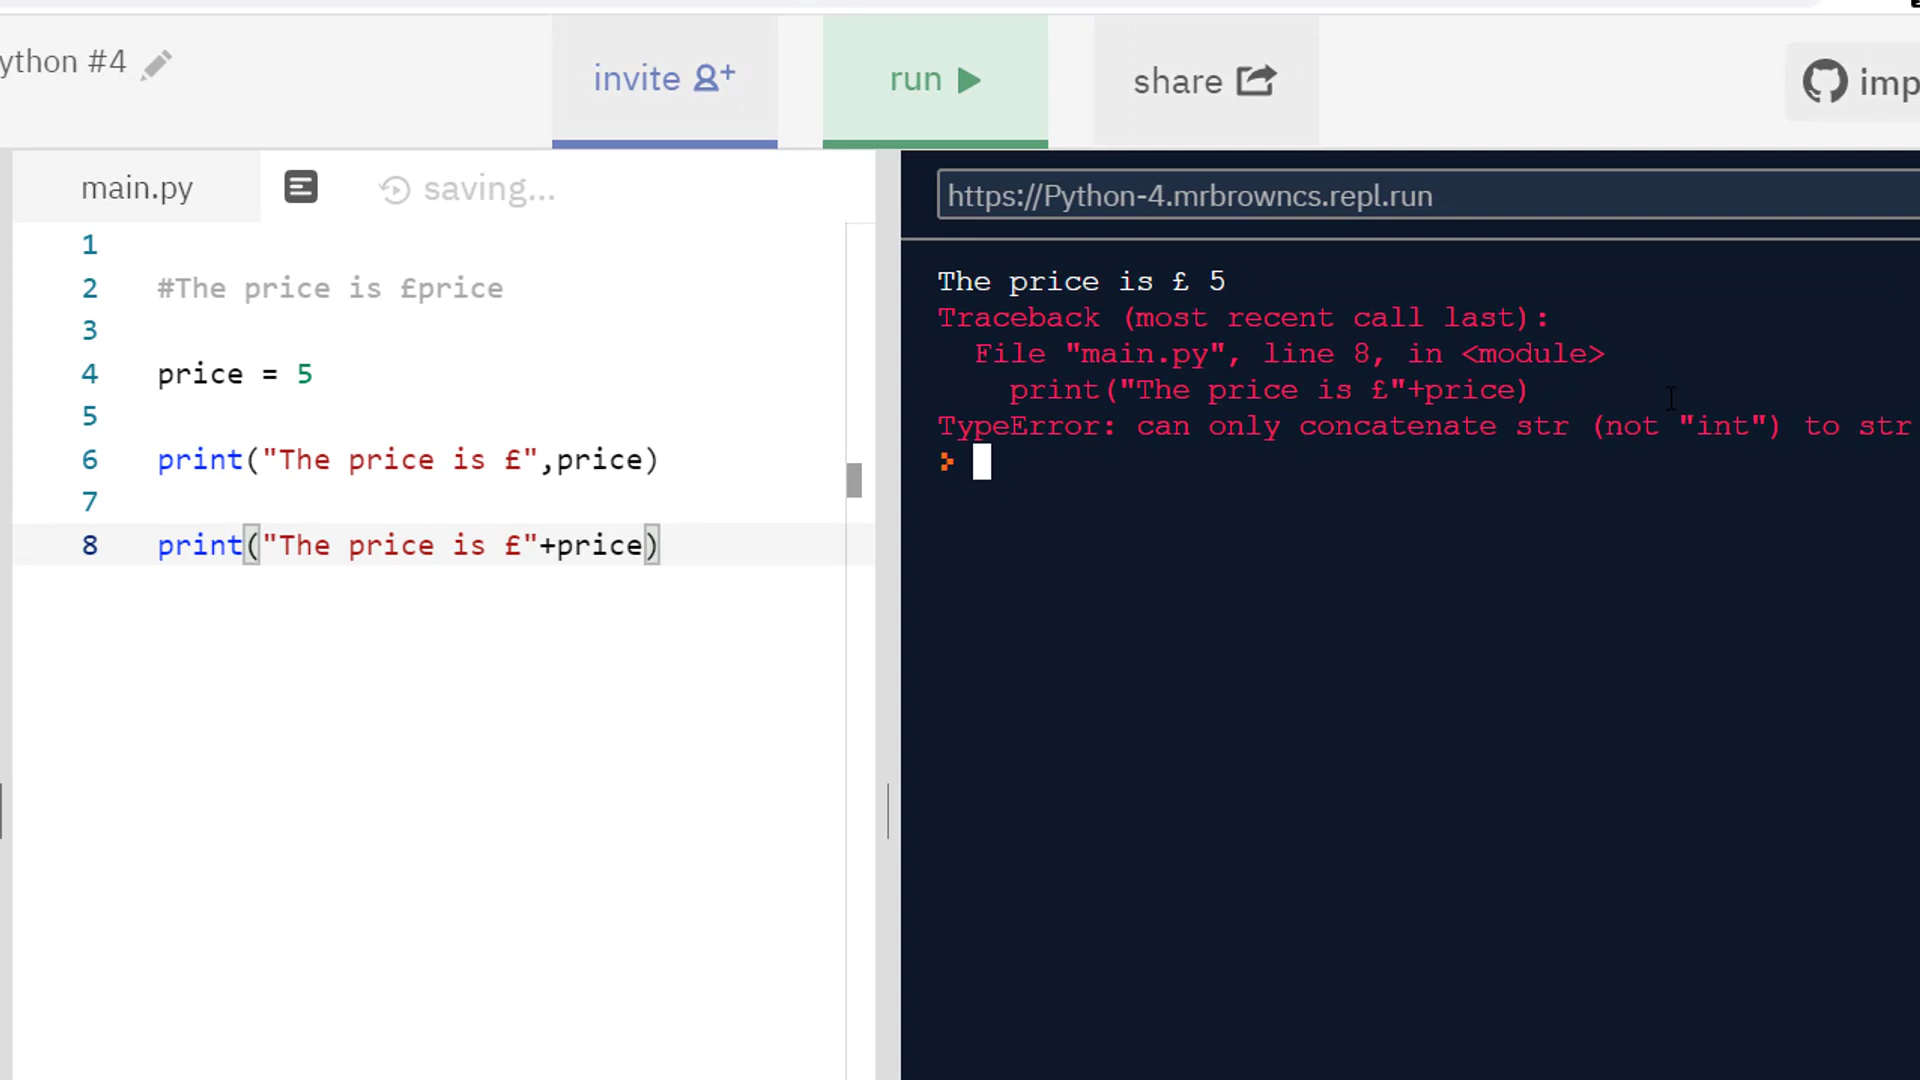 ython #4
invite
run
share
imp
main.py
saving...
https://Python-4.mrbrowncs.repl.run
1
2 #The price is £price
3
4 price = 5
5
6 print("The price is £",price)
7
8 print("The price is £"+price)
The price is £ 5
Traceback (most recent call last):
File "main.py", line 8, in <module>
print("The price is £"+price)
TypeError: can only concatenate str (not "int") to str
>